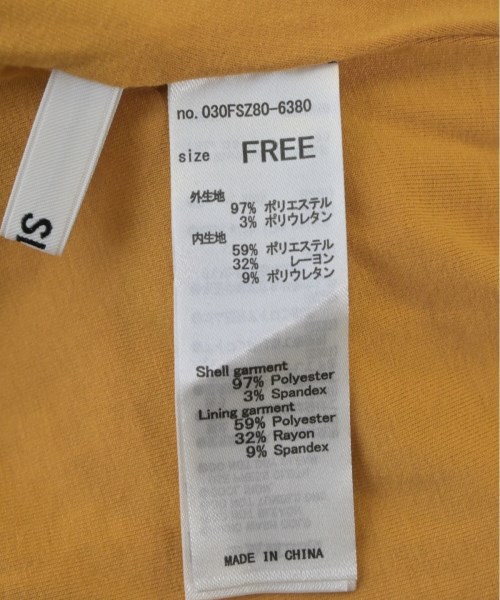 no. 030FSZ80-6380
size FREE
外生地
97% ポリエステル
3% ポリウレタン
内生地
59% ポリエステル
32% レーヨン
9% ポリウレタン
Shell garment
97% Polyester
3% Spandex
Lining garment
59% Polyester
32% Rayon
9% Spandex
MADE IN CHINA